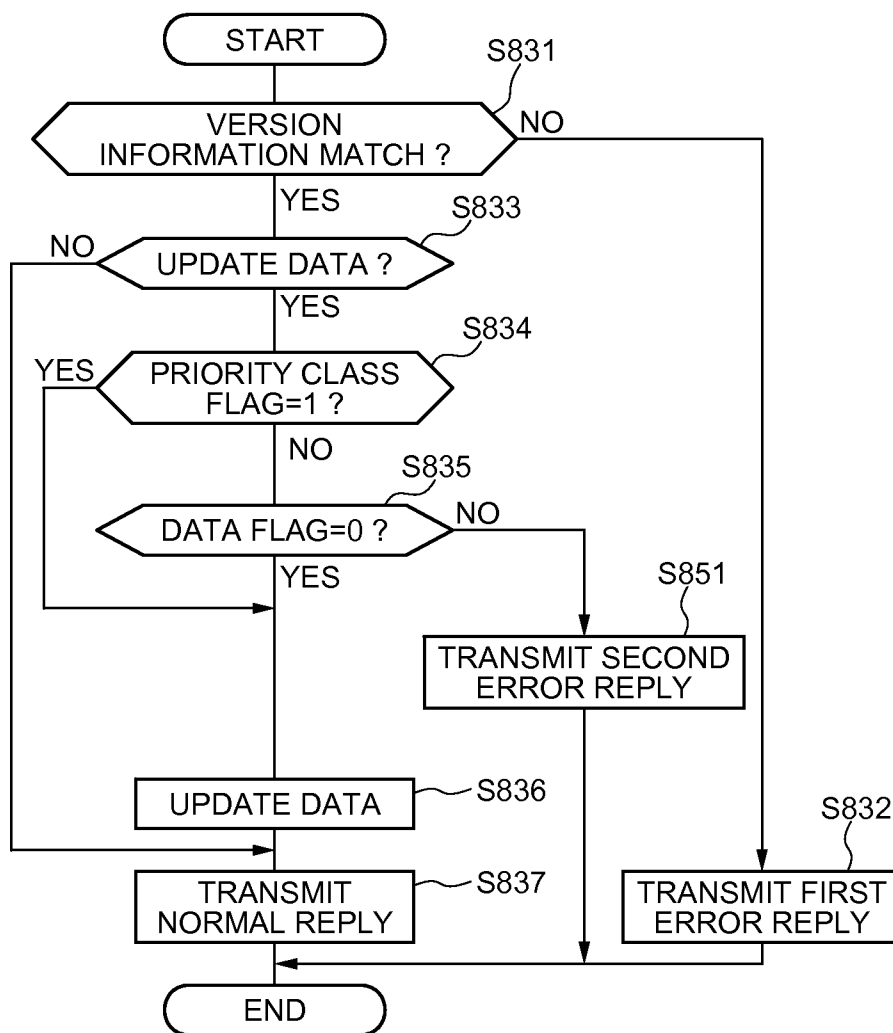 START
S831
VERSION
INFORMATION MATCH ?
NO
YES
S833
NO
UPDATE DATA ?
YES
S834
YES
PRIORITY CLASS
FLAG=1 ?
NO
S835
DATA FLAG=0 ?
NO
YES
S851
TRANSMIT SECOND
ERROR REPLY
UPDATE DATA
S836
S832
TRANSMIT
NORMAL REPLY
S837
TRANSMIT FIRST
ERROR REPLY
END